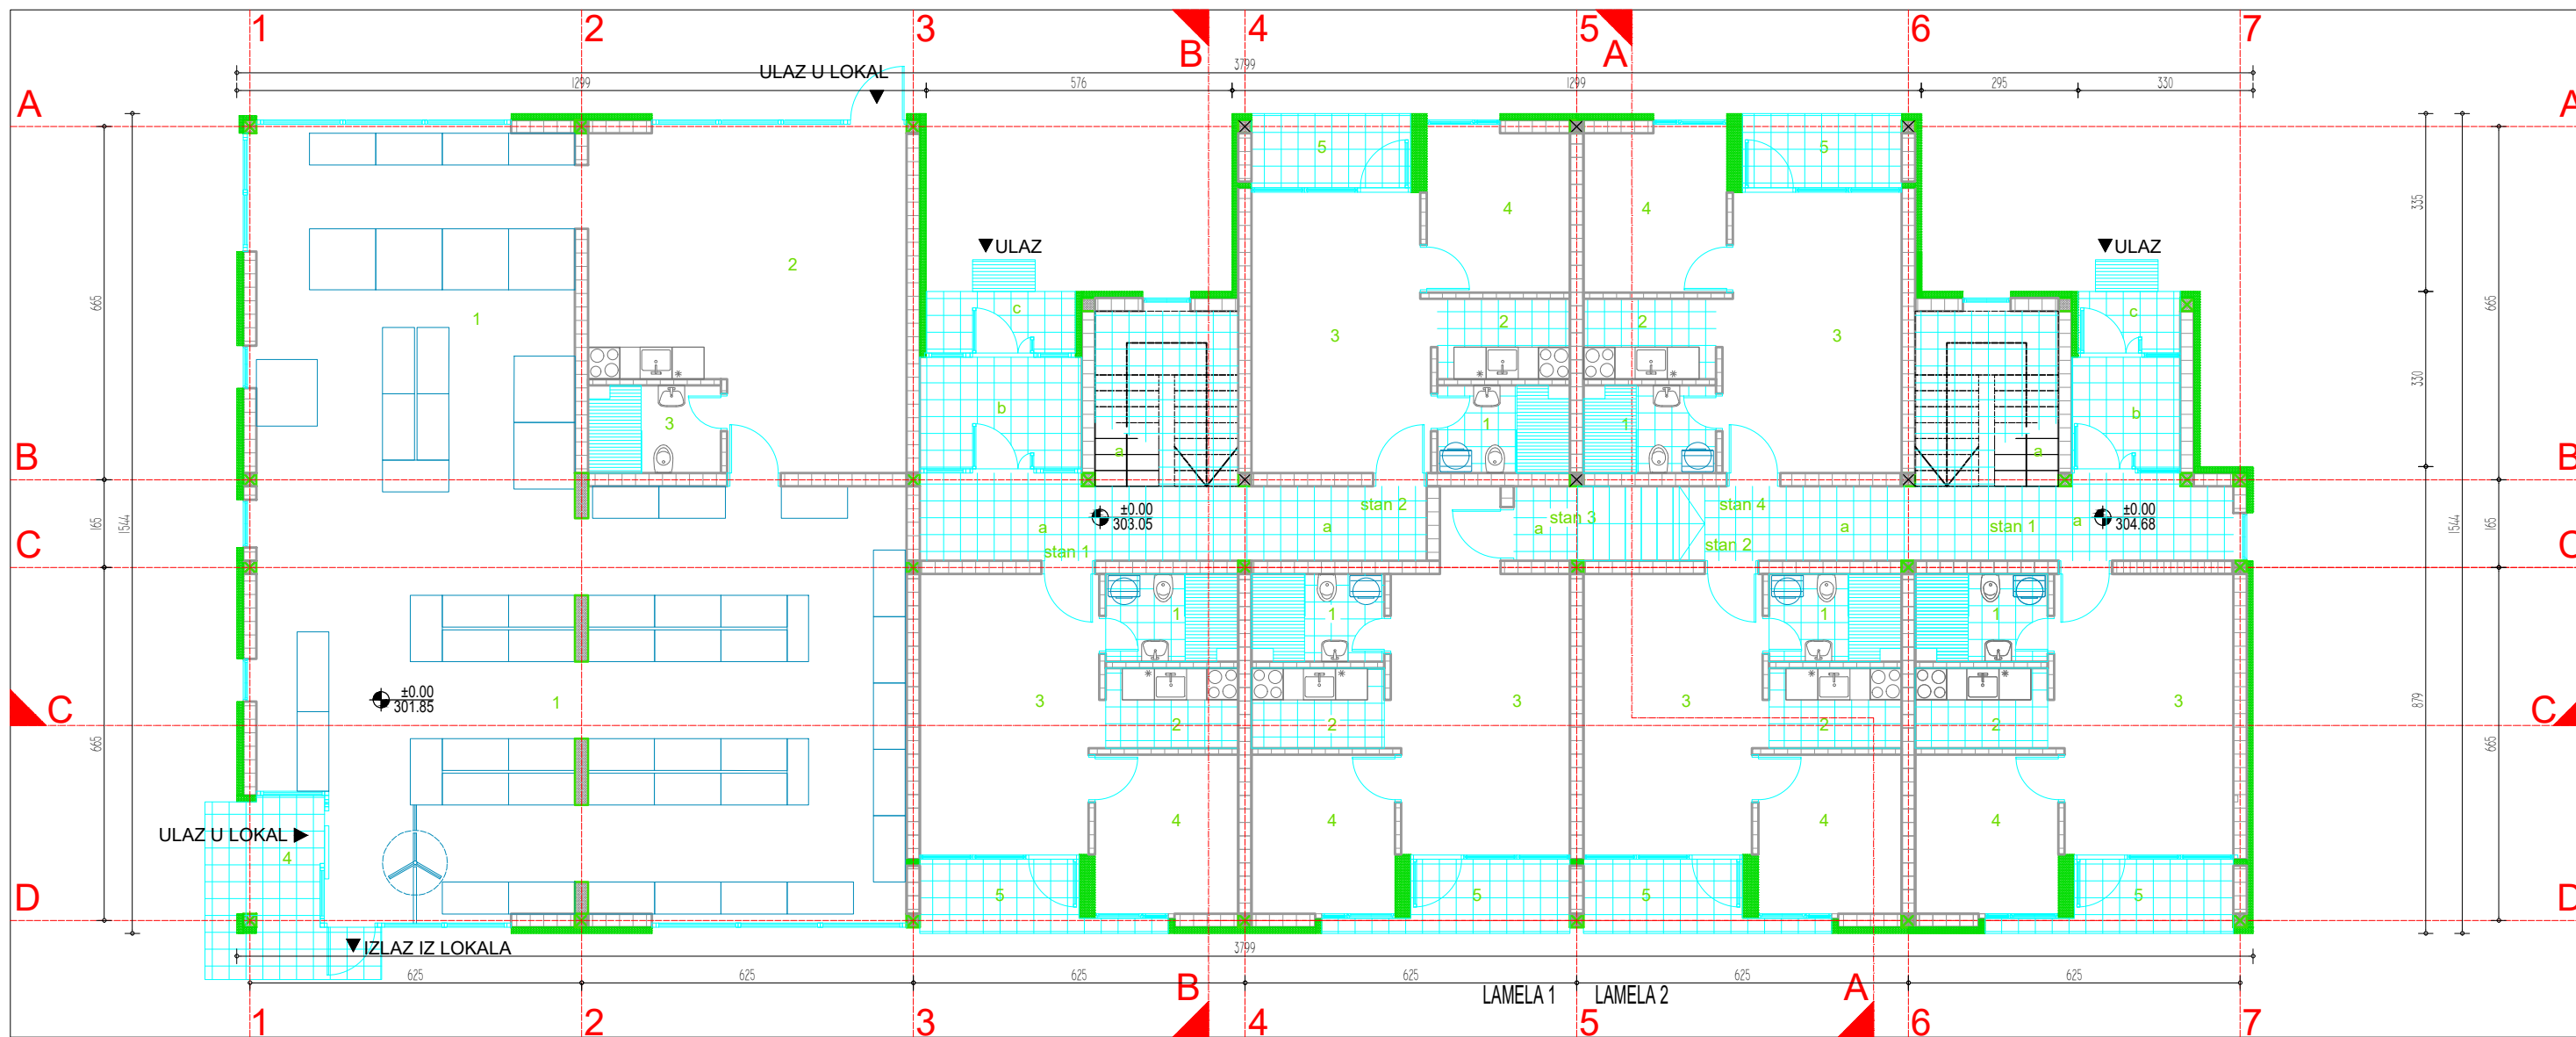 1 2 3 B 4 5 A 6 7
ULAZ U LOKAL
3799
1299 576 1299 295 330
A A
5 5
4 4
335
ULAZ ULAZ
2
c c
665 1 3 2 2 3 665
330
b b
3 1 1
B a a B
stan 2 stan 3 stan 4
±0.00
303.05
±0.00
304.68
165 1544 a a a a stan 1 a 1544 165
stan 1 stan 2
C C
1 1 1 1
±0.00
301.85
1 3 3 3 3
C 2 2 2 2 C
665 879 665
4 4 4 4
ULAZ U LOKAL
4
D 5 5 5 5 D
IZLAZ IZ LOKALA
3799
625 625 625 625 625 625
LAMELA 1 LAMELA 2
1 2 3 B 4 5 A 6 7